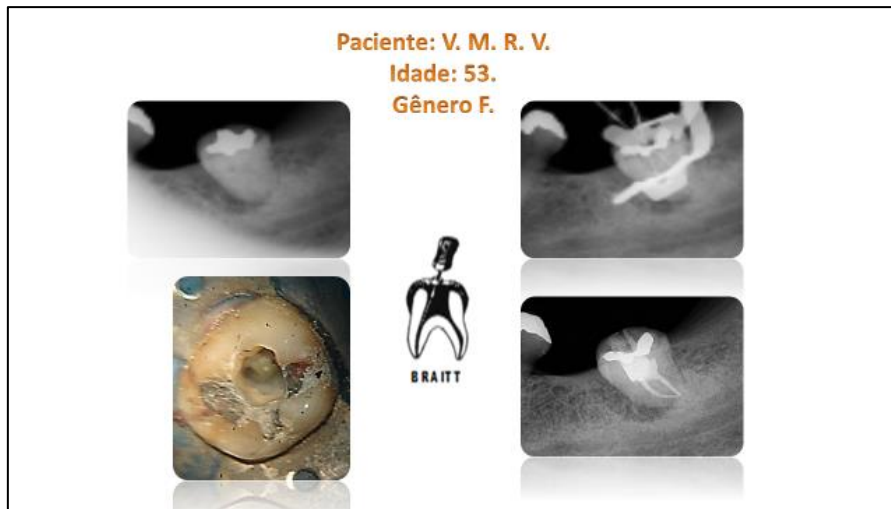 Paciente: V. M. R. V.
Idade: 53.
Gênero F.
BRAITT